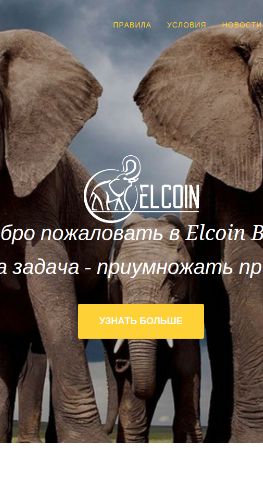 ПРАВИЛА УСЛОВИЯ НОВОСТИ
ELCOIN
бро пожаловать в Elcoin B
а задача - приумножать пр
УЗНАТЬ БОЛЬШЕ